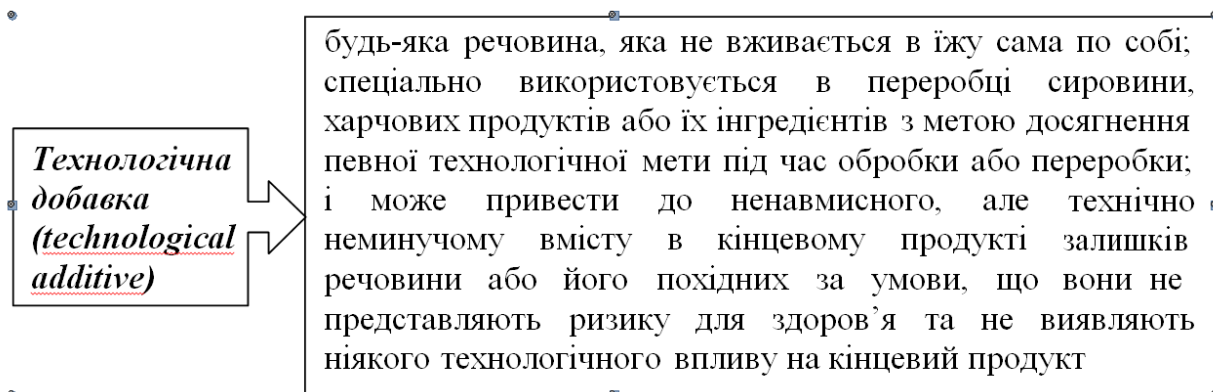 Технологічна
добавка
(technological
additive)
будь-яка речовина, яка не вживається в їжу сама по собі;
спеціально використовується в переробці сировини,
харчових продуктів або їх інгредієнтів з метою досягнення
певної технологічної мети під час обробки або переробки;
і може привести до ненавмисного, але технічно
неминучому вмісту в кінцевому продукті залишків
речовини або його похідних за умови, що вони не
представляють ризику для здоров’я та не виявляють
ніякого технологічного впливу на кінцевий продукт